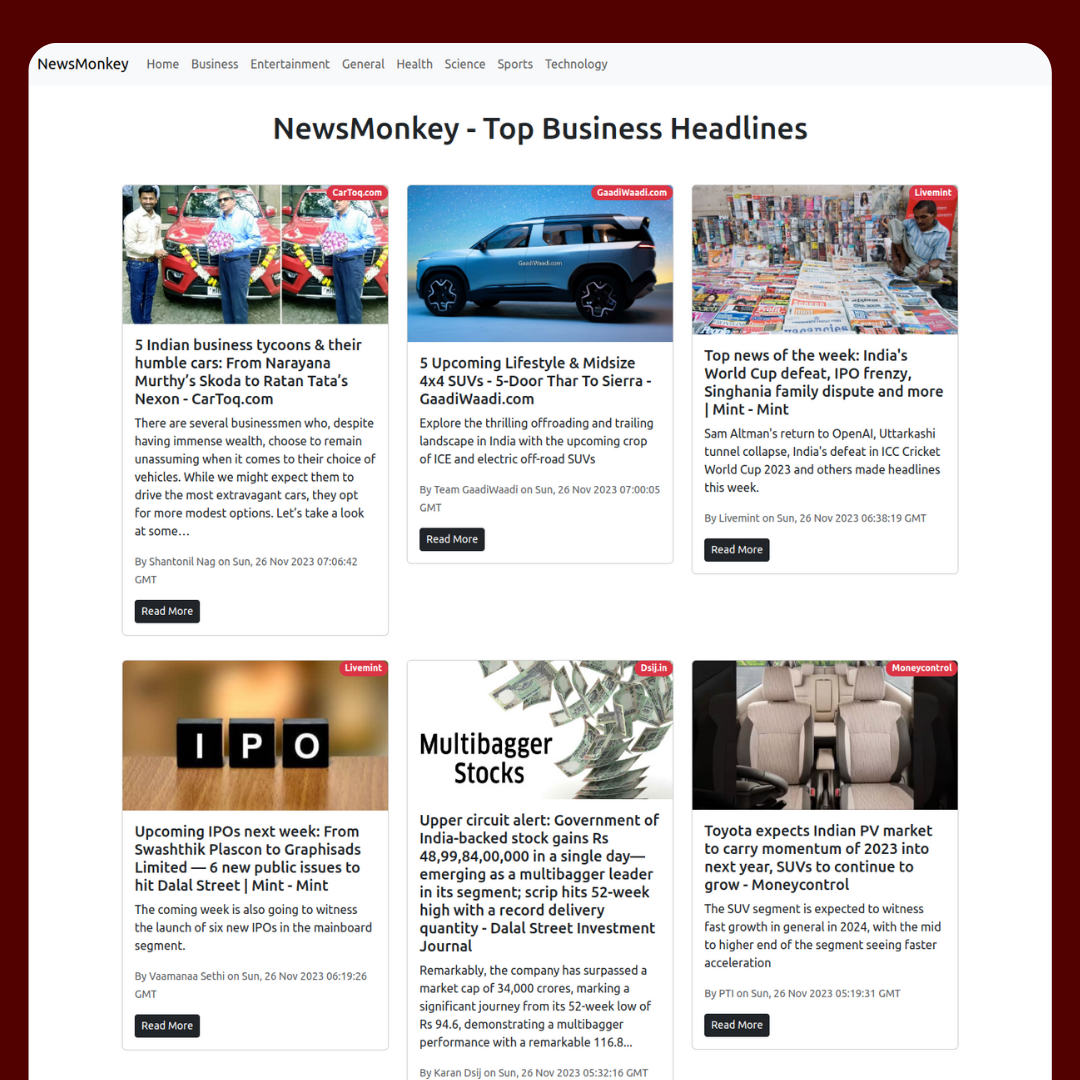 NewsMonkey Home Business Entertainment General Health Science Sports Technology
NewsMonkey - Top Business Headlines
CarToq.com
5 Indian business tycoons & their
humble cars: From Narayana
Murthy’s Skoda to Ratan Tata’s
Nexon - CarToq.com
There are several businessmen who, despite
having immense wealth, choose to remain
unassuming when it comes to their choice of
vehicles. While we might expect them to
drive the most extravagant cars, they opt
for more modest options. Let’s take a look
at some…
By Shantonil Nag on Sun, 26 Nov 2023 07:06:42
GMT
Read More
GaadiWaadi.com
GaadiWaadi.com
5 Upcoming Lifestyle & Midsize
4x4 SUVs - 5-Door Thar To Sierra -
GaadiWaadi.com
Explore the thrilling offroading and trailing
landscape in India with the upcoming crop
of ICE and electric off-road SUVs
By Team GaadiWaadi on Sun, 26 Nov 2023 07:00:05
GMT
Read More
Livemint
vacancies
Top news of the week: India's
World Cup defeat, IPO frenzy,
Singhania family dispute and more
| Mint - Mint
Sam Altman's return to OpenAI, Uttarkashi
tunnel collapse, India's defeat in ICC Cricket
World Cup 2023 and others made headlines
this week.
By Livemint on Sun, 26 Nov 2023 06:38:19 GMT
Read More
Livemint
IPO
Upcoming IPOs next week: From
Swashthik Plascon to Graphisads
Limited — 6 new public issues to
hit Dalal Street | Mint - Mint
The coming week is also going to witness
the launch of six new IPOs in the mainboard
segment.
By Vaamanaa Sethi on Sun, 26 Nov 2023 06:19:26
GMT
Read More
Dsij.in
Multibagger
Stocks
Upper circuit alert: Government of
India-backed stock gains Rs
48,99,84,00,000 in a single day—
emerging as a multibagger leader
in its segment; scrip hits 52-week
high with a record delivery
quantity - Dalal Street Investment
Journal
Remarkably, the company has surpassed a
market cap of 34,000 crores, marking a
significant journey from its 52-week low of
Rs 94.6, demonstrating a multibagger
performance with a remarkable 116.8...
By Karan Dsij on Sun, 26 Nov 2023 05:32:16 GMT
Moneycontrol
Toyota expects Indian PV market
to carry momentum of 2023 into
next year, SUVs to continue to
grow - Moneycontrol
The SUV segment is expected to witness
fast growth in general in 2024, with the mid
to higher end of the segment seeing faster
acceleration
By PTI on Sun, 26 Nov 2023 05:19:31 GMT
Read More